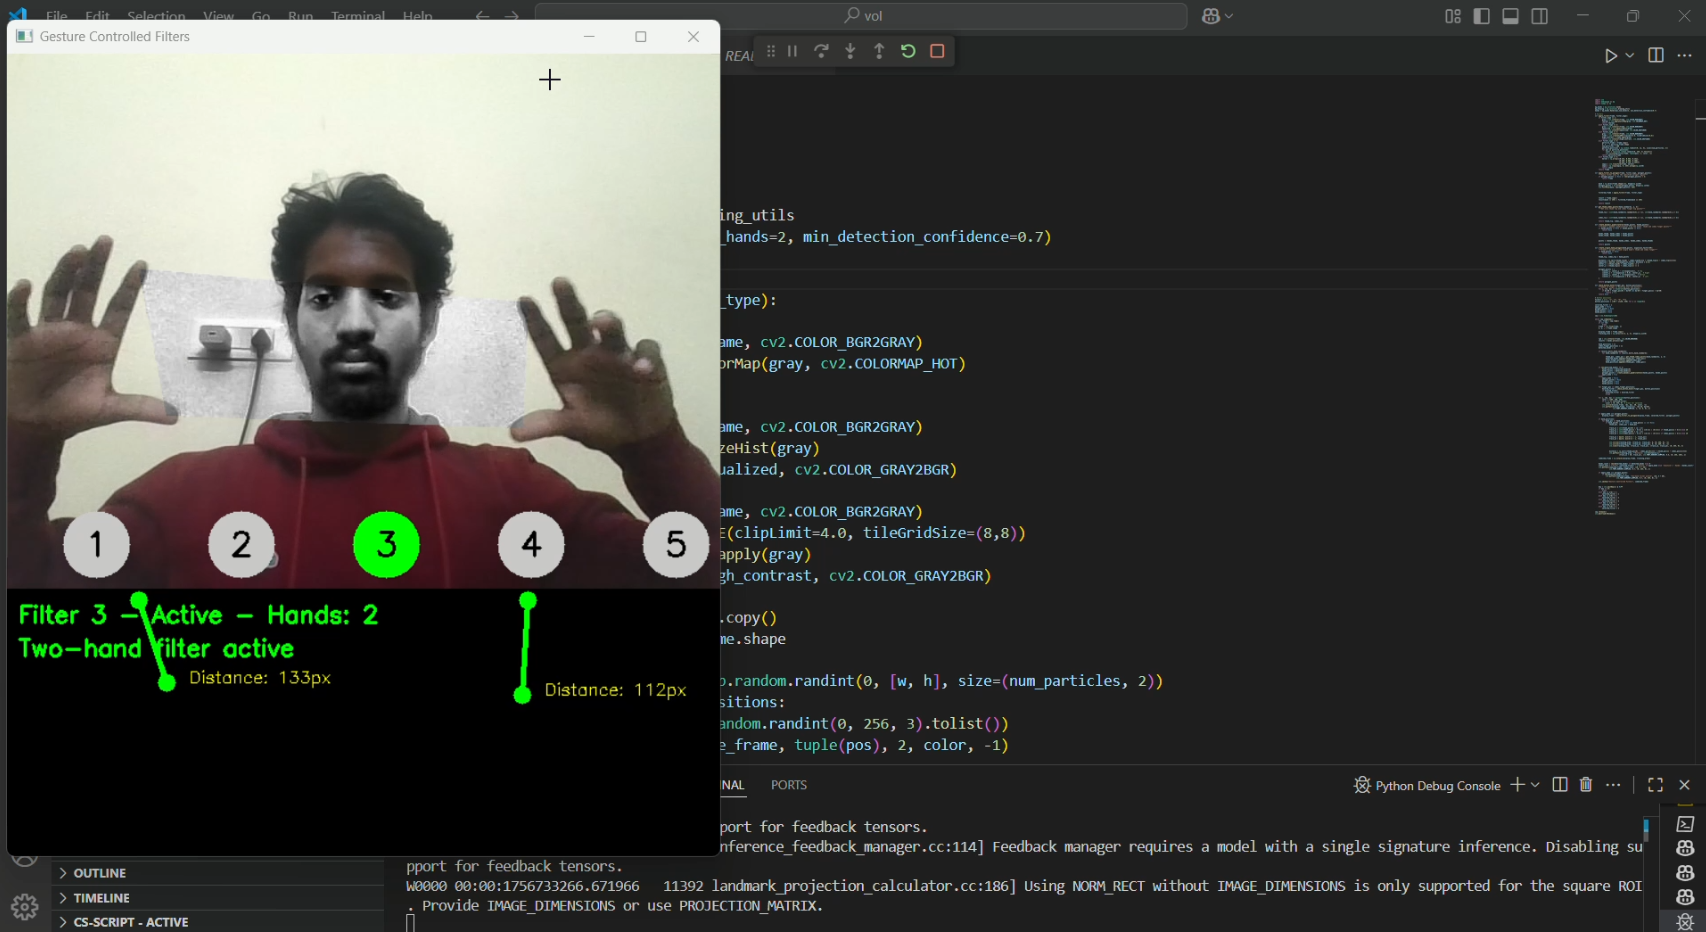 File Edit Selection View Go Run Terminal Help
vol
Gesture Controlled Filters
ing_utils
_hands=2, min_detection_confidence=0.7)
_type):
ame, cv2.COLOR_BGR2GRAY)
orMap(gray, cv2.COLORMAP_HOT)
ame, cv2.COLOR_BGR2GRAY)
zeHist(gray)
ualized, cv2.COLOR_GRAY2BGR)
ame, cv2.COLOR_BGR2GRAY)
E(clipLimit=4.0, tileGridSize=(8,8))
apply(gray)
gh_contrast, cv2.COLOR_GRAY2BGR)
.copy()
me.shape
p.random.randint(0, [w, h], size=(num_particles, 2))
sitions:
andom.randint(0, 256, 3).tolist())
e_frame, tuple(pos), 2, color, -1)
1 2 3 4 5
Filter 3 - Active - Hands: 2
Two-hand filter active
Distance: 133px
Distance: 112px
NAL PORTS
Python Debug Console
port for feedback tensors.
nference_feedback_manager.cc:114] Feedback manager requires a model with a single signature inference. Disabling su
pport for feedback tensors.
W0000 00:00:1756733266.671966 11392 landmark_projection_calculator.cc:186] Using NORM_RECT without IMAGE_DIMENSIONS is only supported for the square ROI
. Provide IMAGE_DIMENSIONS or use PROJECTION_MATRIX.
OUTLINE
TIMELINE
CS-SCRIPT - ACTIVE